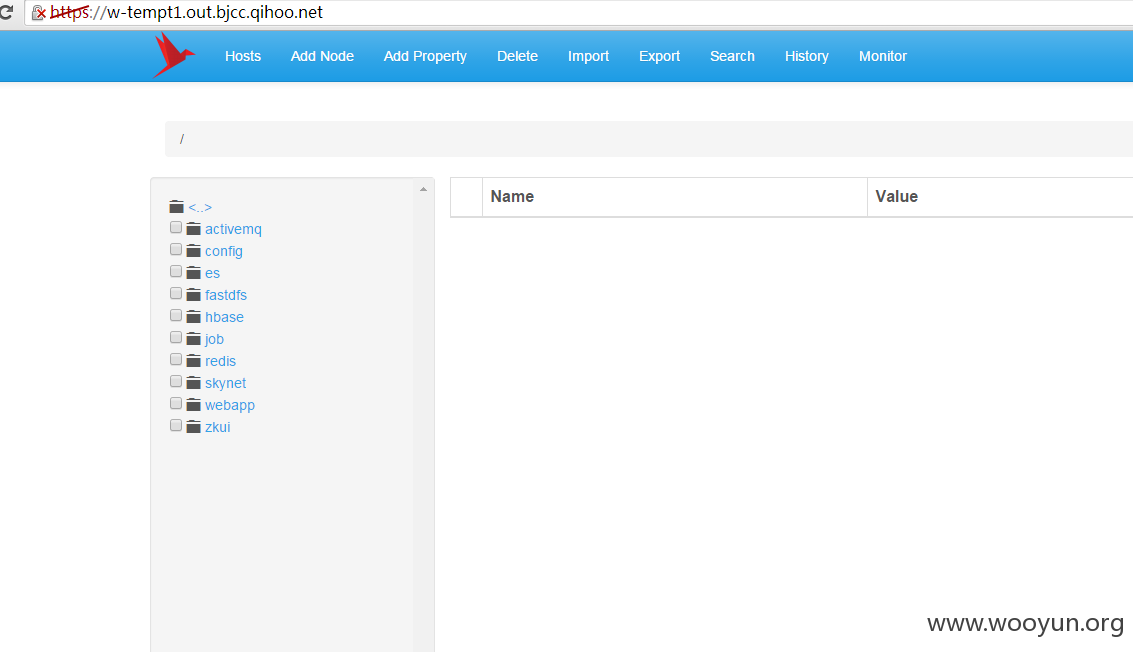 https://w-tempt1.out.bjcc.qihoo.net
Hosts Add Node Add Property Delete Import Export Search History Monitor
/
Name Value
<..>
activemq
config
es
fastdfs
hbase
job
redis
skynet
webapp
zkui
www.wooyun.org